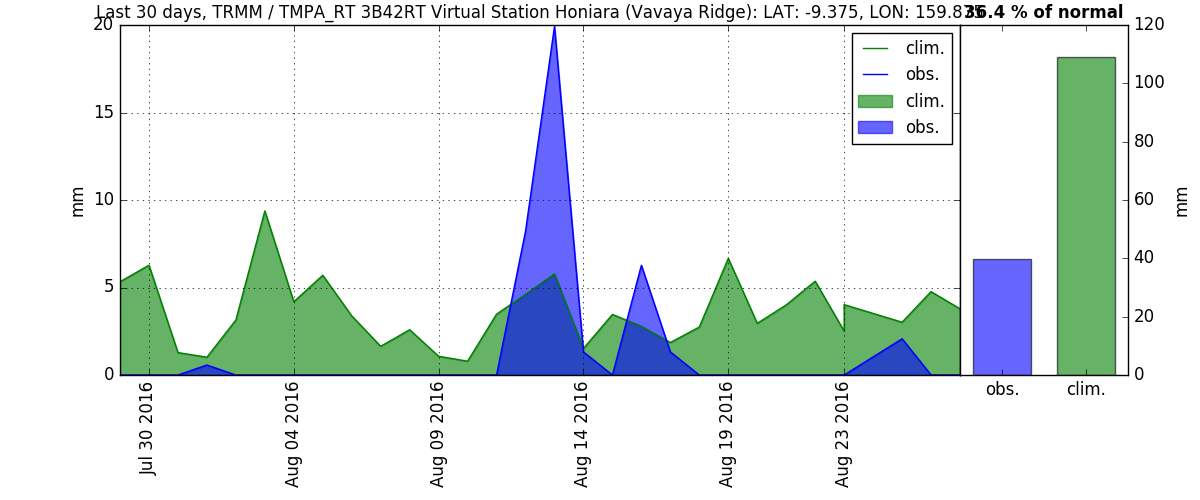 Last 30 days, TRMM / TMPA_RT 3B42RT Virtual Station Honiara (Vavaya Ridge): LAT: -9.375, LON: 159.875
36.4 % of normal
20
15
10
5
0
mm
clim.
obs.
clim.
obs.
Jul 30 2016
Aug 04 2016
Aug 09 2016
Aug 14 2016
Aug 19 2016
Aug 23 2016
120
100
80
60
40
20
0
mm
obs.
clim.